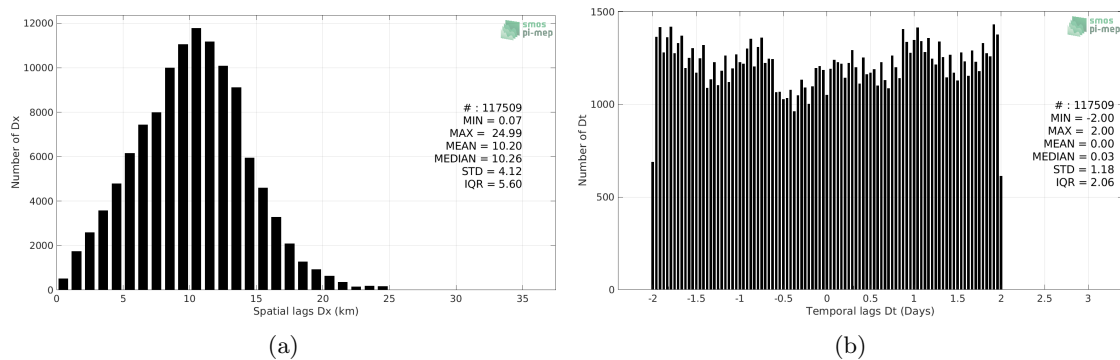 12000
10000
8000
6000
4000
2000
0
Number of Dx
smos
pi-mep
# : 117509
MIN = 0.07
MAX = 24.99
MEAN = 10.20
MEDIAN = 10.26
STD = 4.12
IQR = 5.60
0 5 10 15 20 25 30 35
Spatial lags Dx (km)
(a)
1500
1000
500
0
Number of Dt
smos
pi-mep
# : 117509
MIN = -2.00
MAX = 2.00
MEAN = 0.00
MEDIAN = 0.03
STD = 1.18
IQR = 2.06
-2 -1.5 -1 -0.5 0 0.5 1 1.5 2 2.5 3
Temporal lags Dt (Days)
(b)